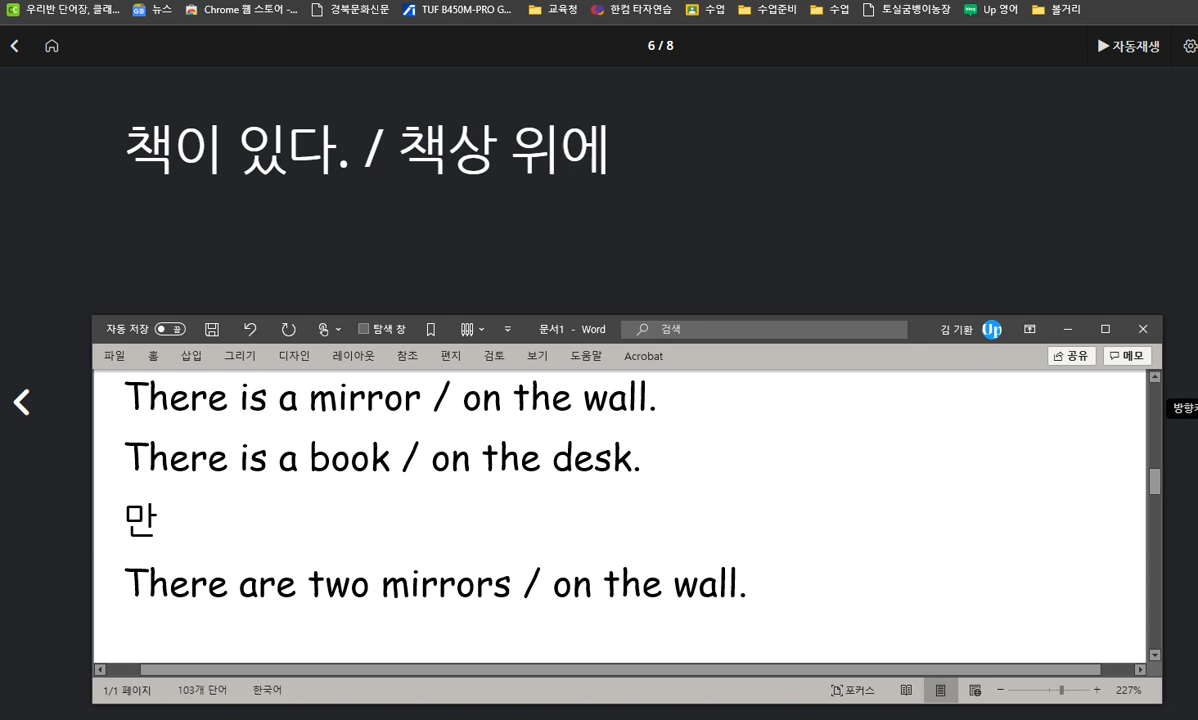 우리반 단어장, 클래... 뉴스 Chrome 웹 스토어 -... 경북문화신문 TUF B450M-PRO G... 교육청 한컴 타자연습 수업 수업준비 수업 토실굼벵이농장 Up 영어 볼거리
6 / 8 ▶자동재생
책이 있다. / 책상 위에
자동 저장 끔 탐색 창 문서1 - Word 검색 김 기환 Up
파일 홈 삽입 그리기 디자인 레이아웃 참조 편지 검토 보기 도움말 Acrobat 공유 메모
There is a mirror / on the wall.
방향키
There is a book / on the desk.
만
There are two mirrors / on the wall.
1/1 페이지 103개 단어 한국어 포커스 227%